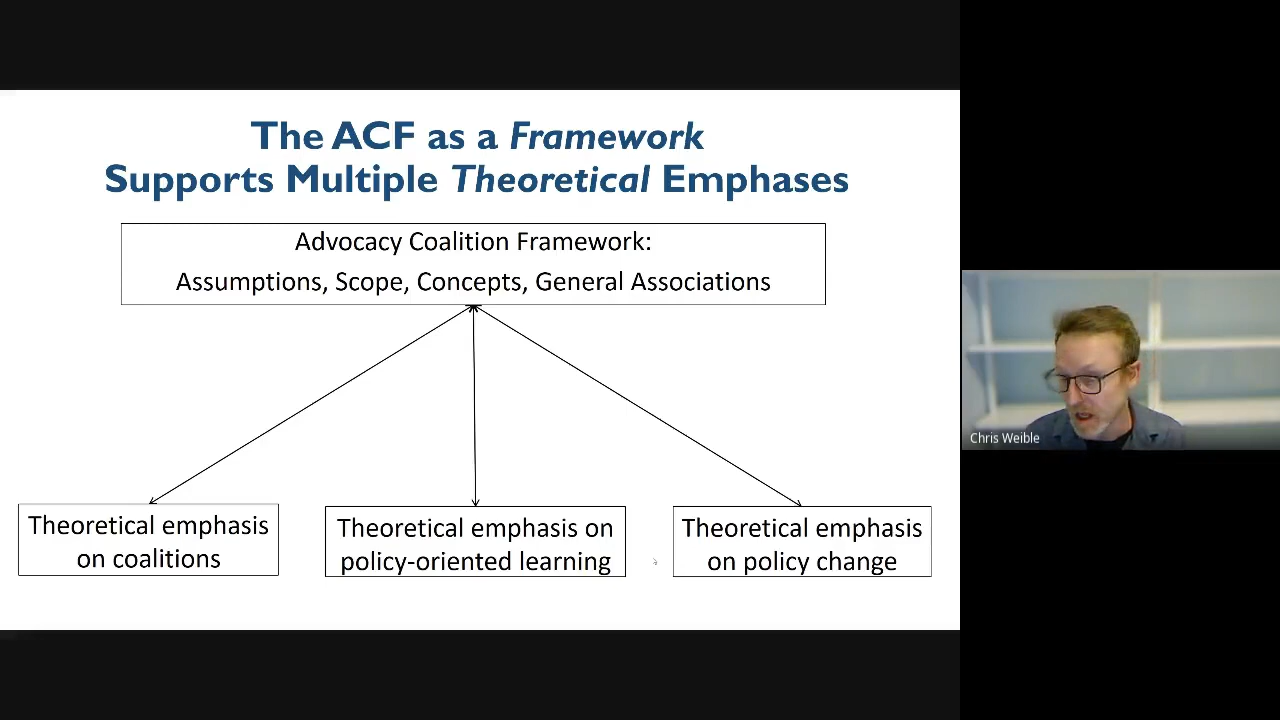 The ACF as a Framework
Supports Multiple Theoretical Emphases
Advocacy Coalition Framework:
Assumptions, Scope, Concepts, General Associations
Theoretical emphasis
on coalitions
Theoretical emphasis on
policy-oriented learning
Theoretical emphasis
on policy change
Chris Weible